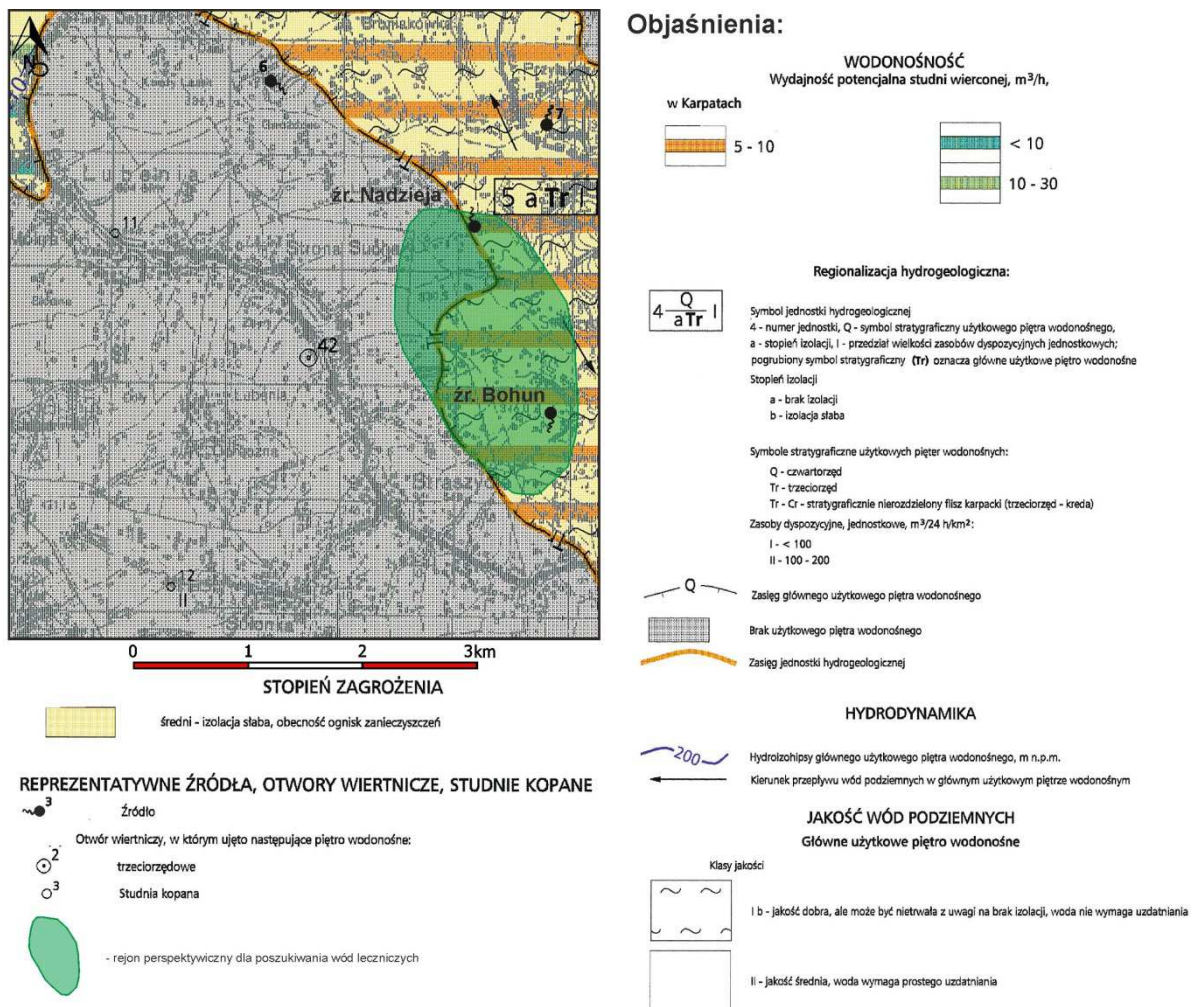 N
6
7
Lubenia
źr. Nadzieja
5 a Tr I
11
Strona Sucha
42
Lubenia
źr. Bohun
12
II
Sołonka
0 1 2 3km
STOPIEŃ ZAGROŻENIA
średni - izolacja słaba, obecność ognisk zanieczyszczeń
REPREZENTATYWNE ŹRÓDŁA, OTWORY WIERTNICZE, STUDNIE KOPANE
3
Źródło
Otwór wiertniczy, w którym ujęto następujące piętro wodonośne:
2
trzeciorzędowe
3
Studnia kopana
- rejon perspektywiczny dla poszukiwania wód leczniczych
Objaśnienia:
WODONOŚNOŚĆ
Wydajność potencjalna studni wierconej, m³/h,
w Karpatach
5 - 10
< 10
10 - 30
Regionalizacja hydrogeologiczna:
4 Q
aTr I
Symbol jednostki hydrogeologicznej
4 - numer jednostki, Q - symbol stratygraficzny użytkowego piętra wodonośnego,
a - stopień izolacji, I - przedział wielkości zasobów dyspozycyjnych jednostkowych;
pogrubiony symbol stratygraficzny (Tr) oznacza główne użytkowe piętro wodonośne
Stopień izolacji
a - brak izolacji
b - izolacja słaba
Symbole stratygraficzne użytkowych pięter wodonośnych:
Q - czwartorzęd
Tr - trzeciorzęd
Tr - Cr - stratygraficznie nierozdzielony flisz karpacki (trzeciorzęd - kreda)
Zasoby dyspozycyjne, jednostkowe, m³/24 h/km²:
I - < 100
II - 100 - 200
Q
Zasięg głównego użytkowego piętra wodonośnego
Brak użytkowego piętra wodonośnego
Zasięg jednostki hydrogeologicznej
HYDRODYNAMIKA
200
Hydroizohipsy głównego użytkowego piętra wodonośnego, m n.p.m.
Kierunek przepływu wód podziemnych w głównym użytkowym piętrze wodonośnym
JAKOŚĆ WÓD PODZIEMNYCH
Główne użytkowe piętro wodonośne
Klasy jakości
I b - jakość dobra, ale może być nietrwała z uwagi na brak izolacji, woda nie wymaga uzdatniania
II - jakość średnia, woda wymaga prostego uzdatniania